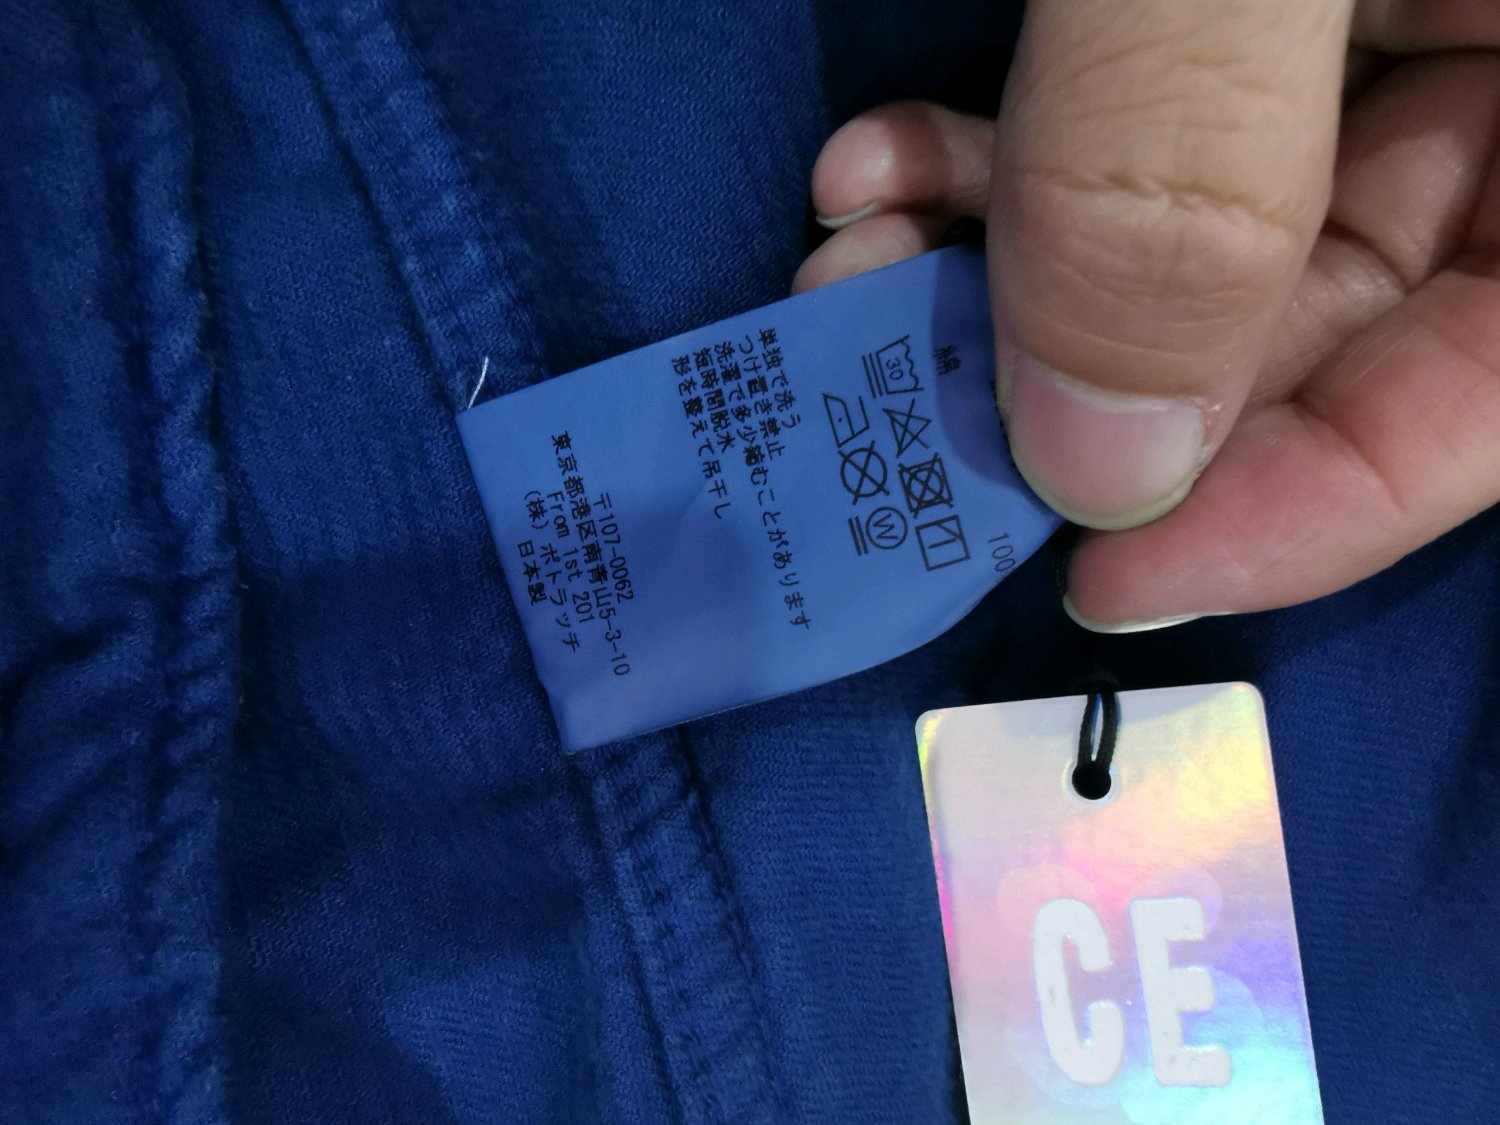 綿 100
30
W
単独で洗う
つけ置き禁止
洗濯で多少縮むことがあります
短時間脱水
形を整えて吊干し
〒107-0062
東京都港区南青山5-3-10
From 1st 201
(株) ポトラッチ
日本製
CE